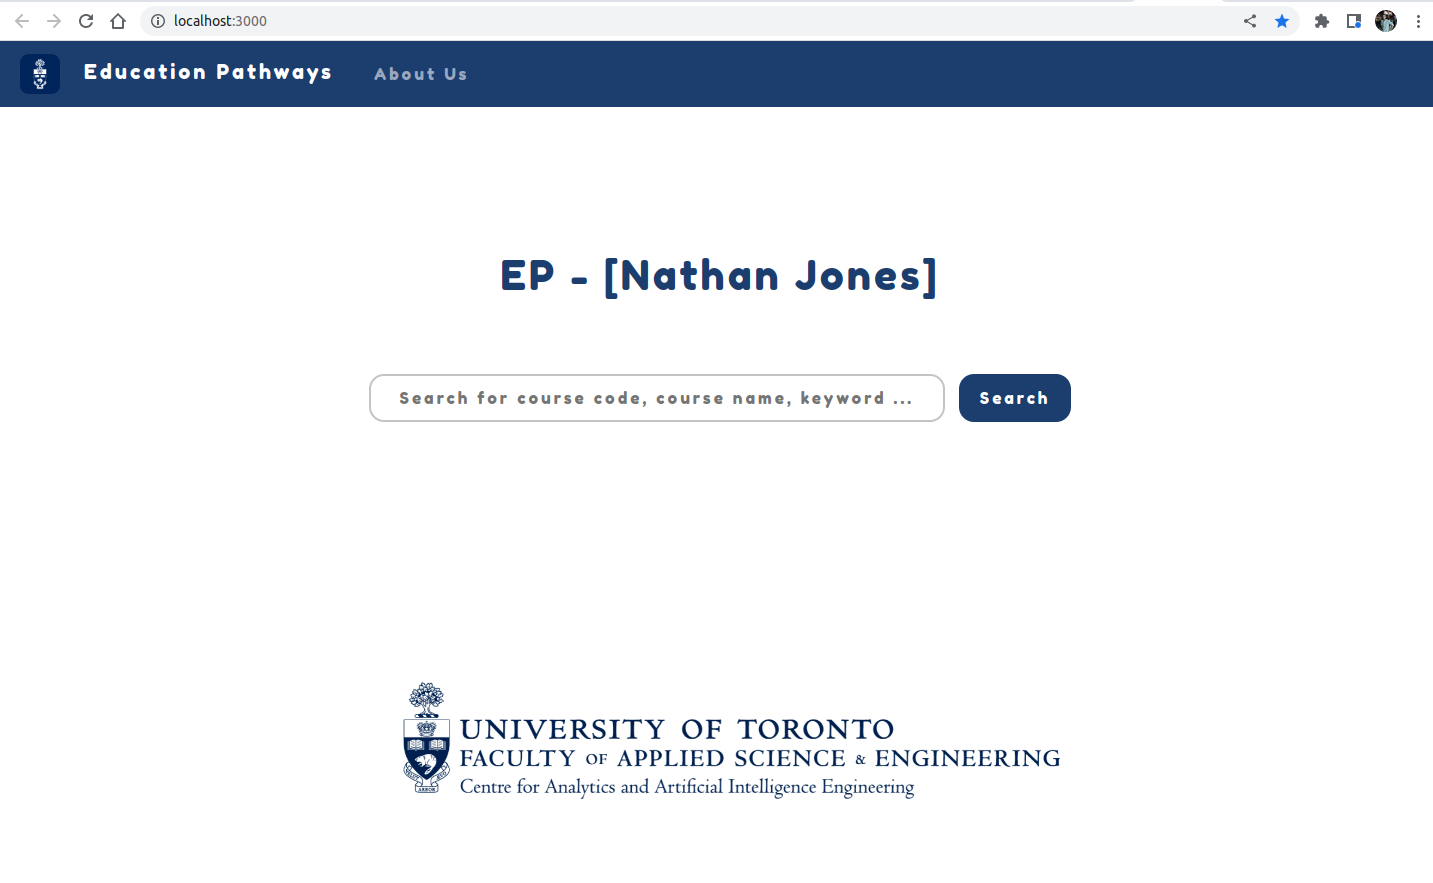 localhost:3000
Education Pathways About Us
EP - [Nathan Jones]
Search for course code, course name, keyword ... Search
UNIVERSITY OF TORONTO
FACULTY OF APPLIED SCIENCE & ENGINEERING
Centre for Analytics and Artificial Intelligence Engineering